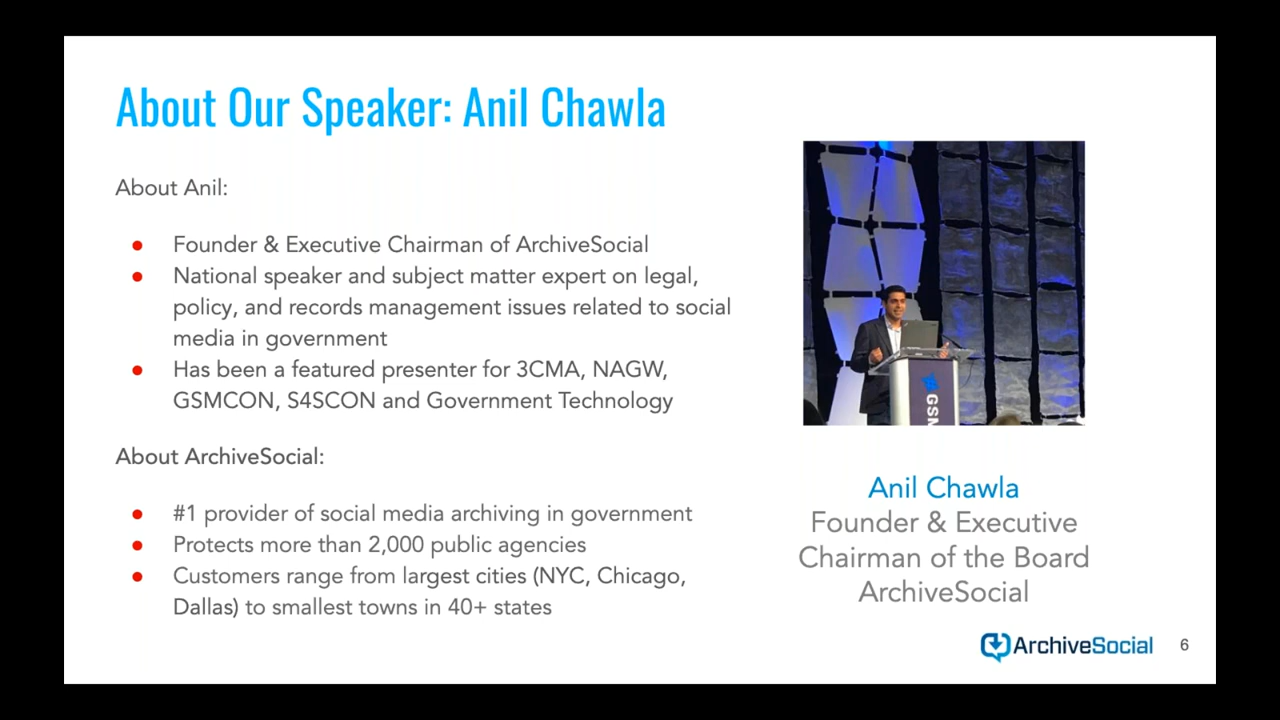 About Our Speaker: Anil Chawla
About Anil:
● Founder & Executive Chairman of ArchiveSocial
● National speaker and subject matter expert on legal,
policy, and records management issues related to social
media in government
● Has been a featured presenter for 3CMA, NAGW,
GSMCON, S4SCON and Government Technology
About ArchiveSocial:
● #1 provider of social media archiving in government
● Protects more than 2,000 public agencies
● Customers range from largest cities (NYC, Chicago,
Dallas) to smallest towns in 40+ states
GSM
Anil Chawla
Founder & Executive
Chairman of the Board
ArchiveSocial
ArchiveSocial
6